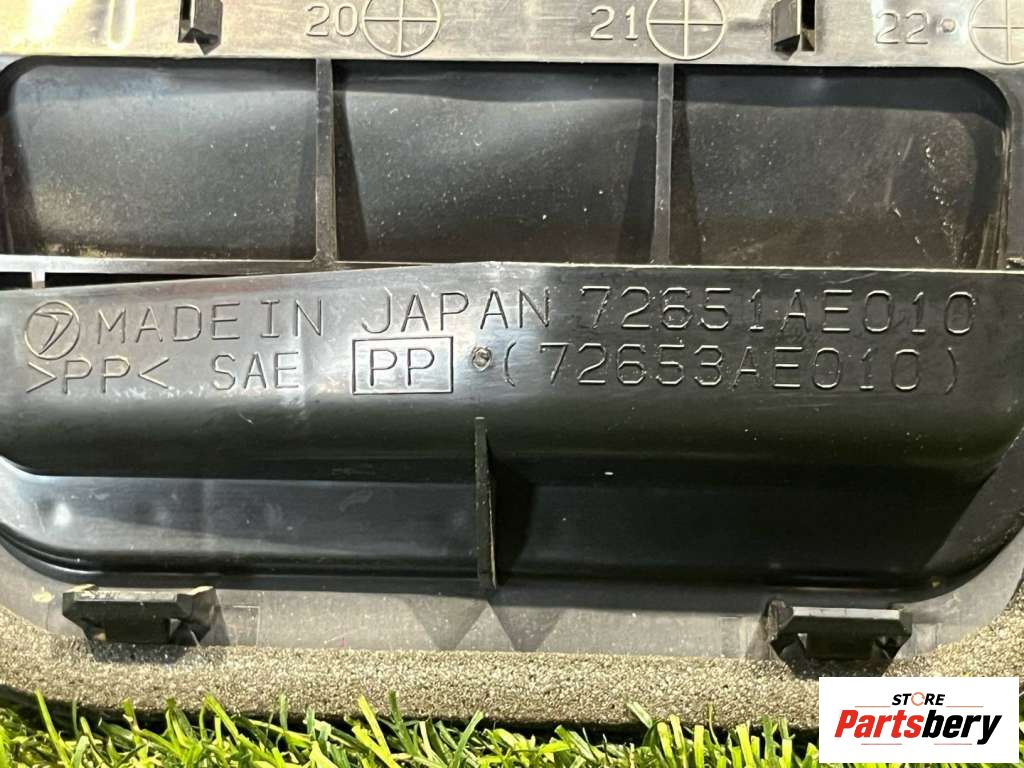 20 21 22
MADE IN JAPAN 72651AE010
>PP< SAE PP (72653AE010)
STORE
Partsbery